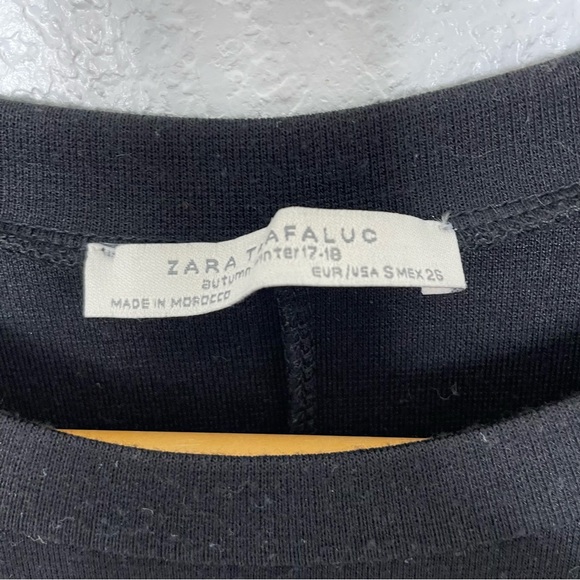 ZARA TRAFALUC
autumn winter 17-18
EUR/USA S MEX 26
MADE IN MOROCCO